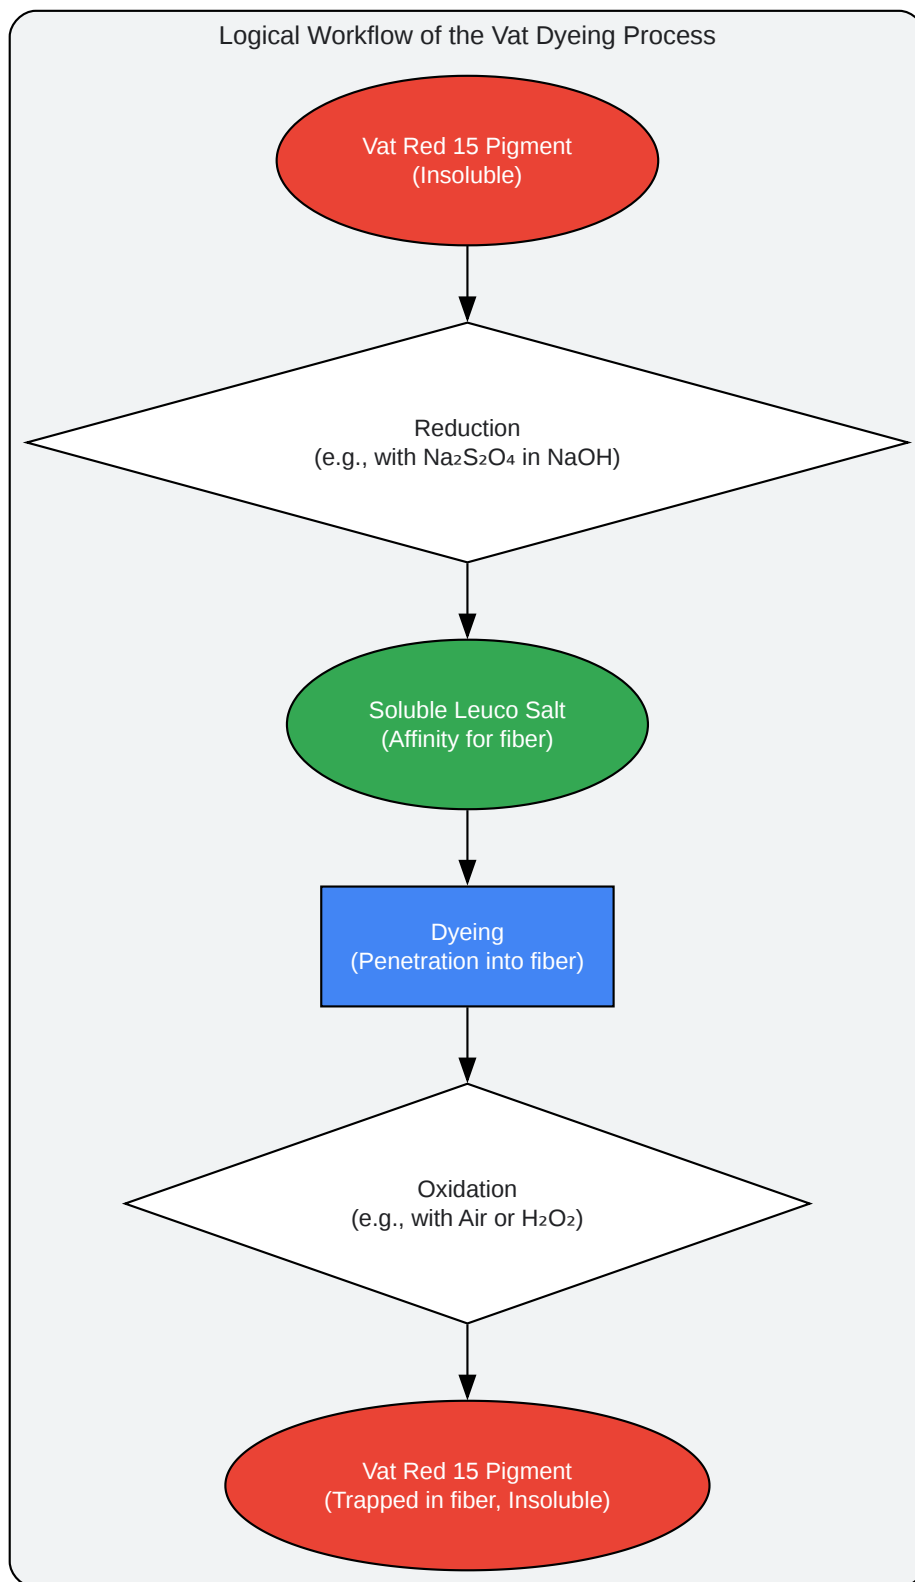 Logical Workflow of the Vat Dyeing Process
Vat Red 15 Pigment
(Insoluble)
Reduction
(e.g., with Na₂S₂O₄ in NaOH)
Soluble Leuco Salt
(Affinity for fiber)
Dyeing
(Penetration into fiber)
Oxidation
(e.g., with Air or H₂O₂)
Vat Red 15 Pigment
(Trapped in fiber, Insoluble)